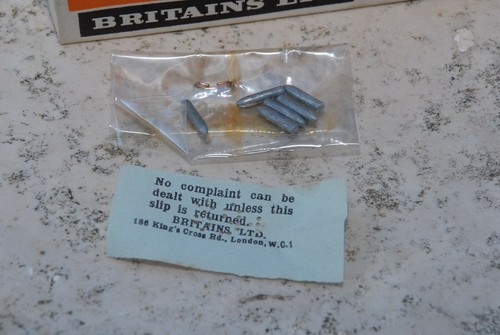 BRITAINS
No complaint can be
dealt with unless this
slip is returned.
BRITAINS LTD.
186 King's Cross Rd., London, W.C.1